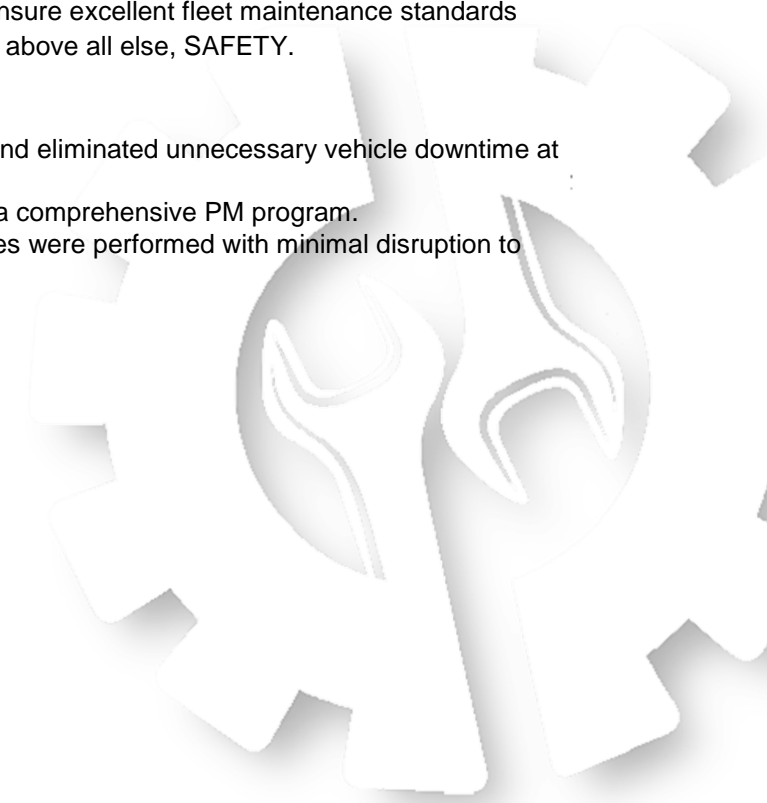 nsure excellent fleet maintenance standards
above all else, SAFETY.
nd eliminated unnecessary vehicle downtime at
a comprehensive PM program.
es were performed with minimal disruption to